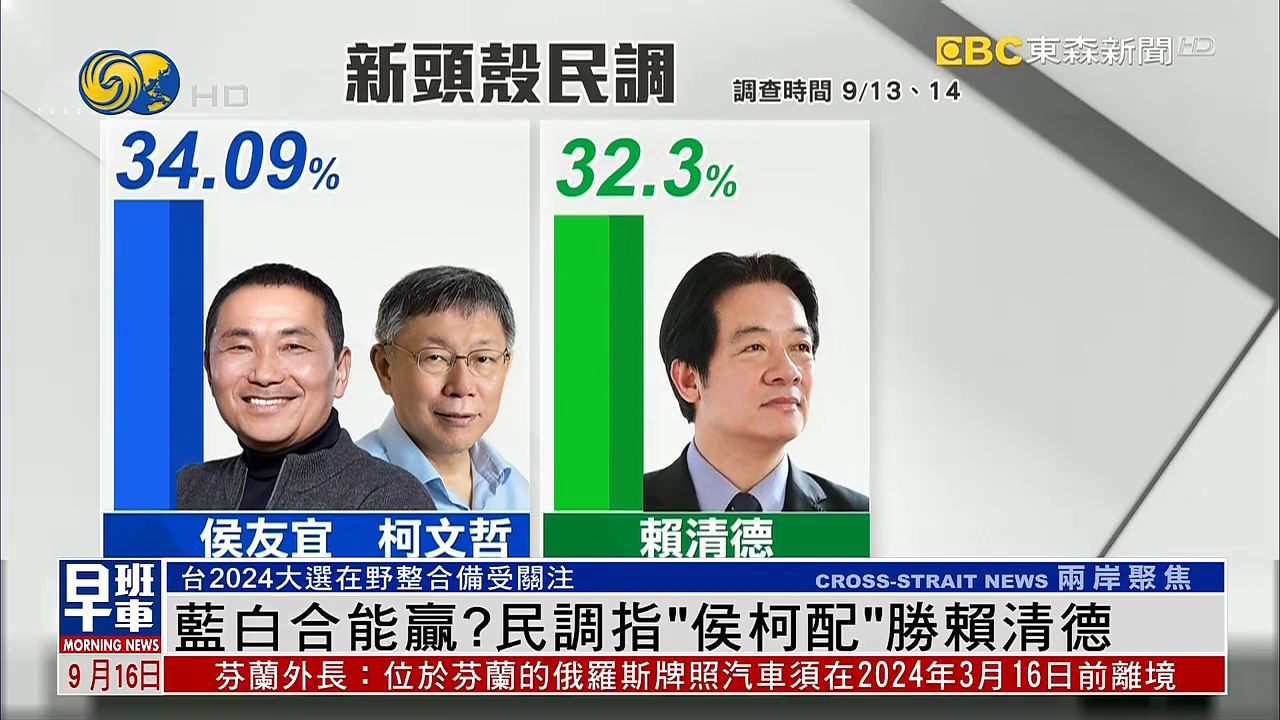 新頭殼民調
EBC東森新聞HD
HD
調查時間 9/13、14
34.09%
32.3%
侯友宜 柯文哲
賴清德
早班車
MORNING NEWS
台2024大選在野整合備受關注
CROSS-STRAIT NEWS 兩岸聚焦
藍白合能贏?民調指"侯柯配"勝賴清德
9月16日
芬蘭外長：位於芬蘭的俄羅斯牌照汽車須在2024年3月16日前離境